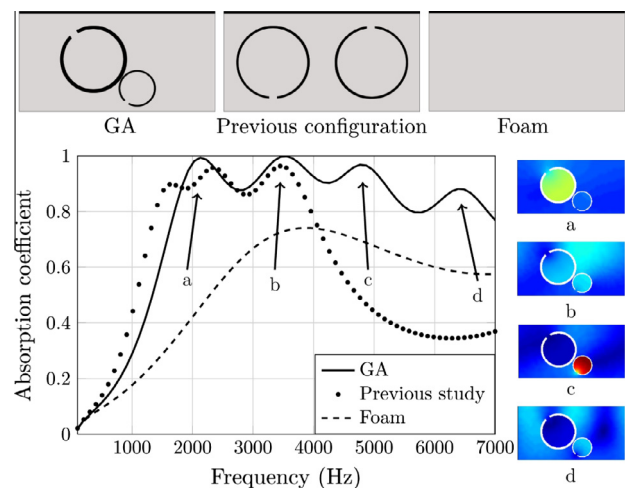 GA
Previous configuration
Foam
Absorption coefficient
1
0.8
0.6
0.4
0.2
0
1000
2000
3000
4000
5000
6000
7000
Frequency (Hz)
a
b
c
d
GA
Previous study
Foam
a
b
c
d